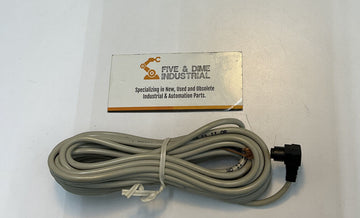 FIVE & DIME
INDUSTRIAL
Specializing in New, Used and Obsolete
Industrial & Automation Parts.